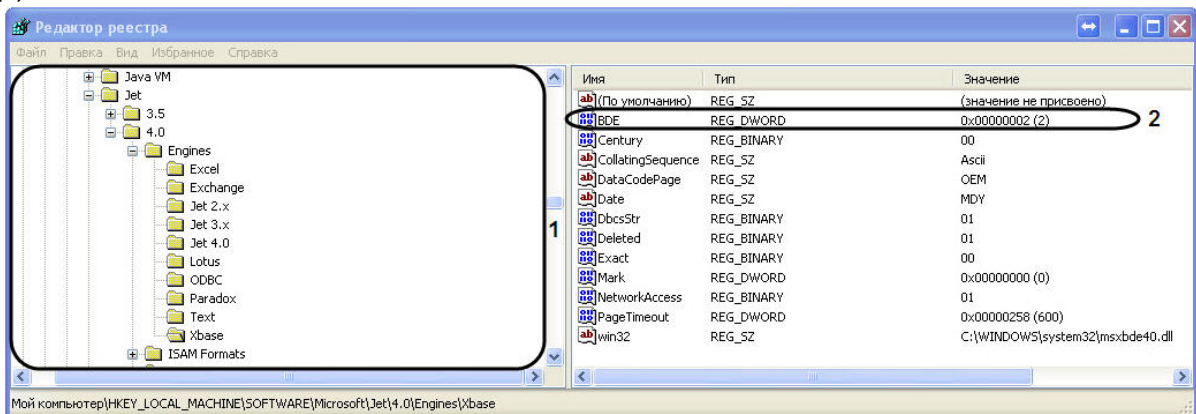 Редактор реестра
Файл Правка Вид Избранное Справка
Java VM
Jet
3.5
4.0
Engines
Excel
Exchange
Jet 2.x
Jet 3.x
Jet 4.0
Lotus
ODBC
Paradox
Text
Xbase
ISAM Formats
1
Имя Тип Значение
(По умолчанию) REG_SZ (значение не присвоено)
BDE REG_DWORD 0x00000002 (2) 2
Century REG_BINARY 00
CollatingSequence REG_SZ Ascii
DataCodePage REG_SZ OEM
Date REG_SZ MDY
DbcsStr REG_BINARY 01
Deleted REG_BINARY 01
Exact REG_BINARY 00
Mark REG_DWORD 0x00000000 (0)
NetworkAccess REG_BINARY 01
PageTimeout REG_DWORD 0x00000258 (600)
win32 REG_SZ C:\WINDOWS\system32\msxbde40.dll
Мой компьютер\HKEY_LOCAL_MACHINE\SOFTWARE\Microsoft\Jet\4.0\Engines\Xbase